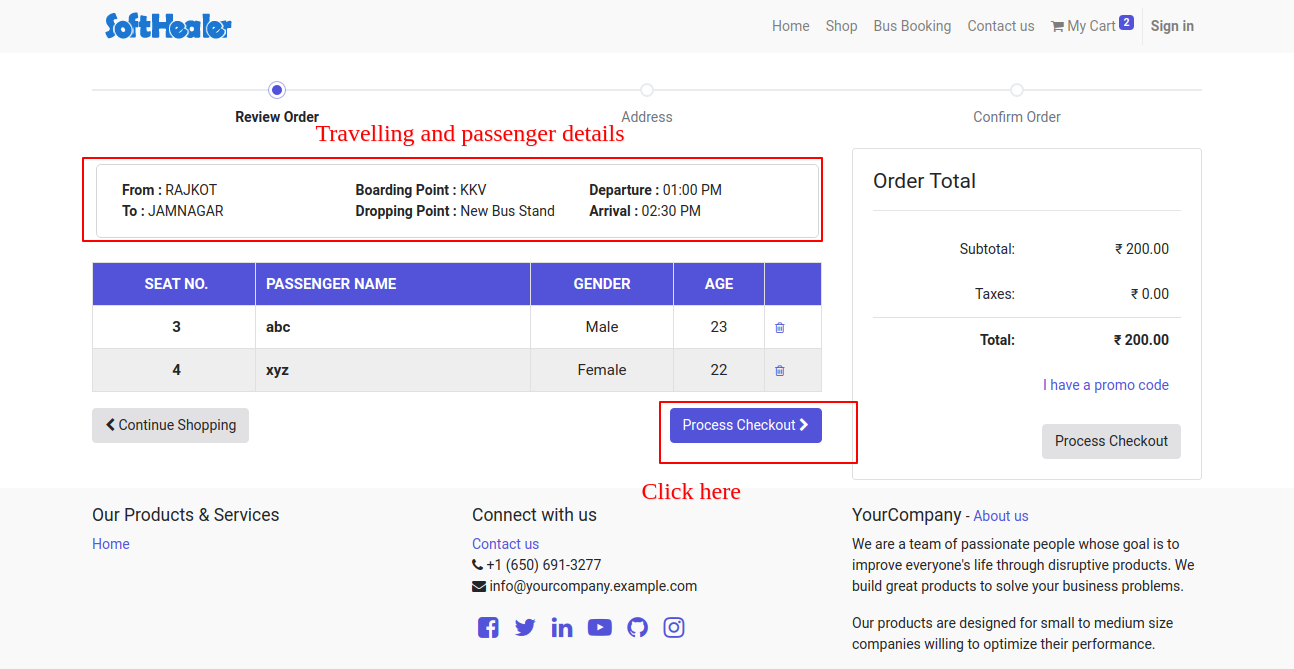 SoftHealer
Home Shop Bus Booking Contact us My Cart 2 Sign in
Review Order Address Confirm Order
Travelling and passenger details
From : RAJKOT Boarding Point : KKV Departure : 01:00 PM
To : JAMNAGAR Dropping Point : New Bus Stand Arrival : 02:30 PM
SEAT NO. PASSENGER NAME GENDER AGE
3 abc Male 23
4 xyz Female 22
Continue Shopping Process Checkout
Click here
Order Total
Subtotal: ₹ 200.00
Taxes: ₹ 0.00
Total: ₹ 200.00
I have a promo code
Process Checkout
Our Products & Services
Home
Connect with us
Contact us
+1 (650) 691-3277
info@yourcompany.example.com
YourCompany - About us
We are a team of passionate people whose goal is to
improve everyone's life through disruptive products. We
build great products to solve your business problems.
Our products are designed for small to medium size
companies willing to optimize their performance.